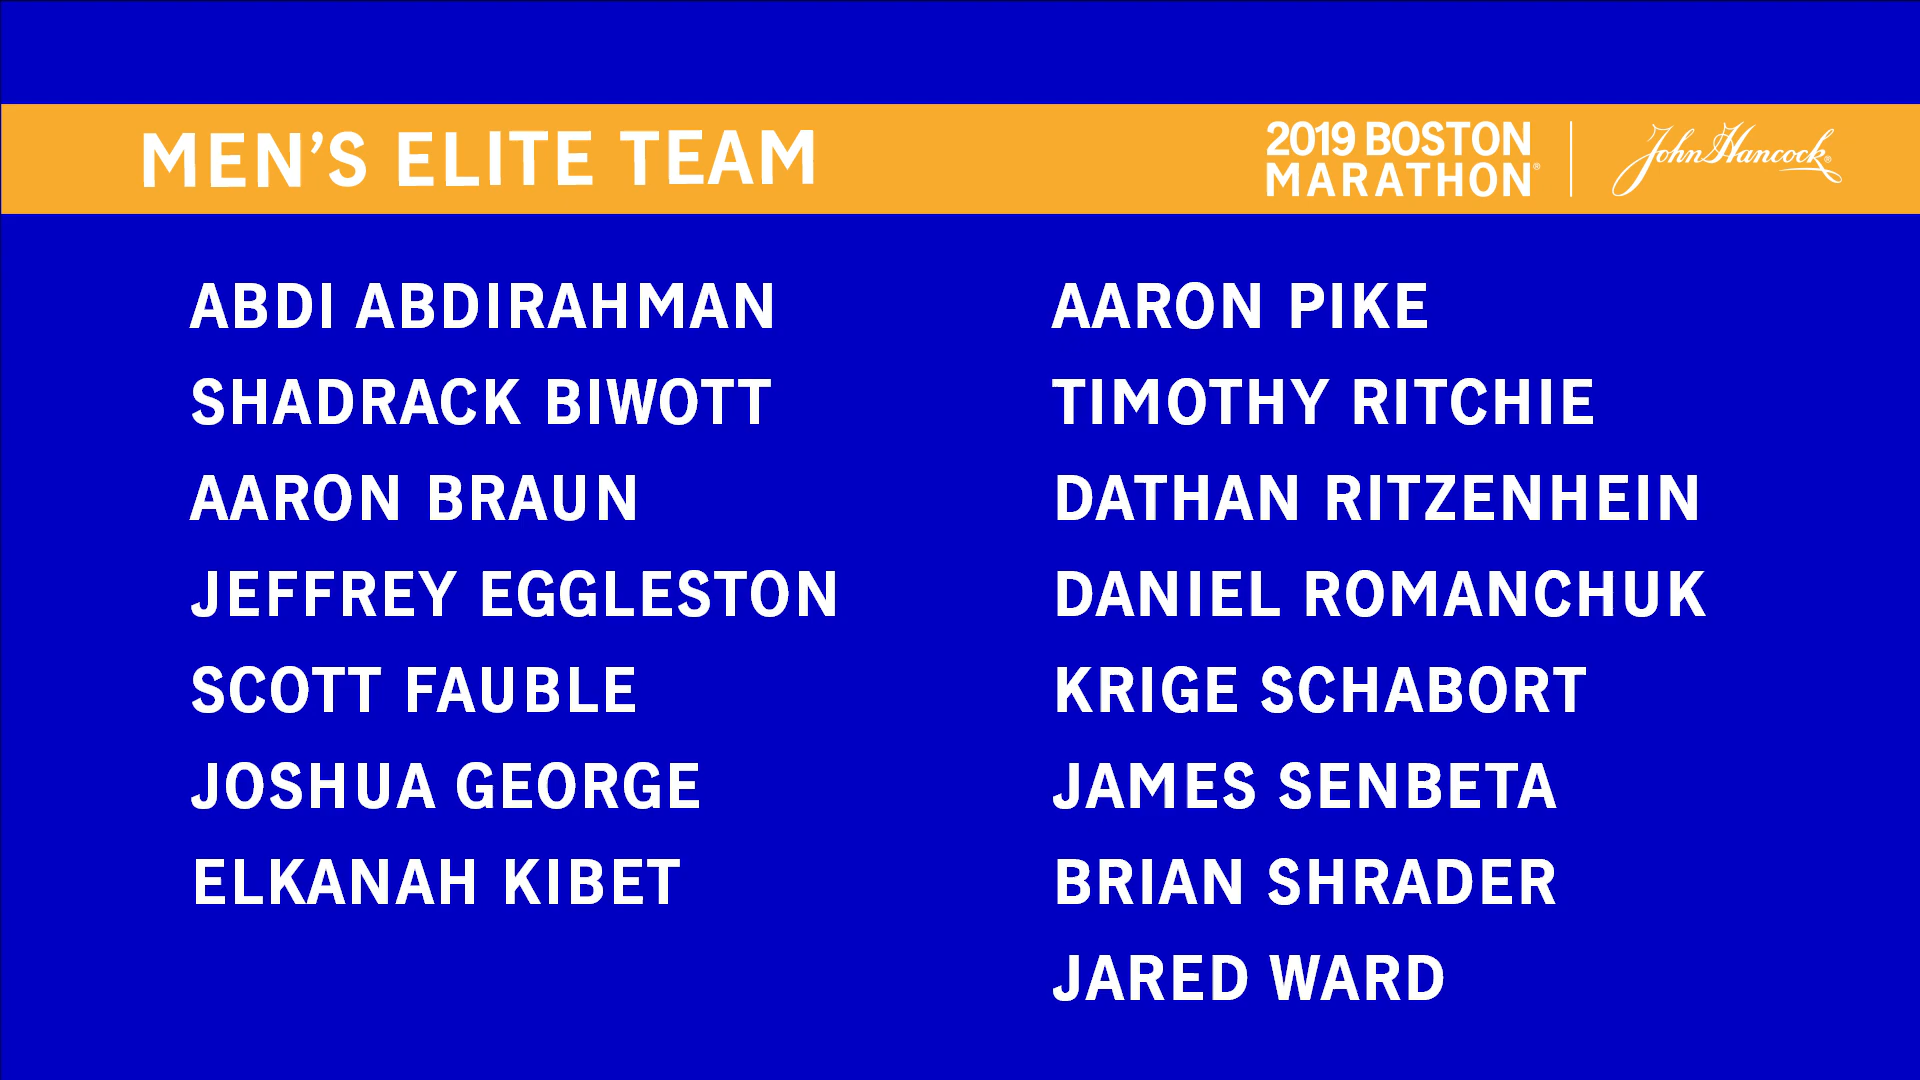 MEN'S ELITE TEAM
2019 BOSTON
MARATHON®
John Hancock®
ABDI ABDIRAHMAN
SHADRACK BIWOTT
AARON BRAUN
JEFFREY EGGLESTON
SCOTT FAUBLE
JOSHUA GEORGE
ELKANAH KIBET
AARON PIKE
TIMOTHY RITCHIE
DATHAN RITZENHEIN
DANIEL ROMANCHUK
KRIGE SCHABORT
JAMES SENBETA
BRIAN SHRADER
JARED WARD